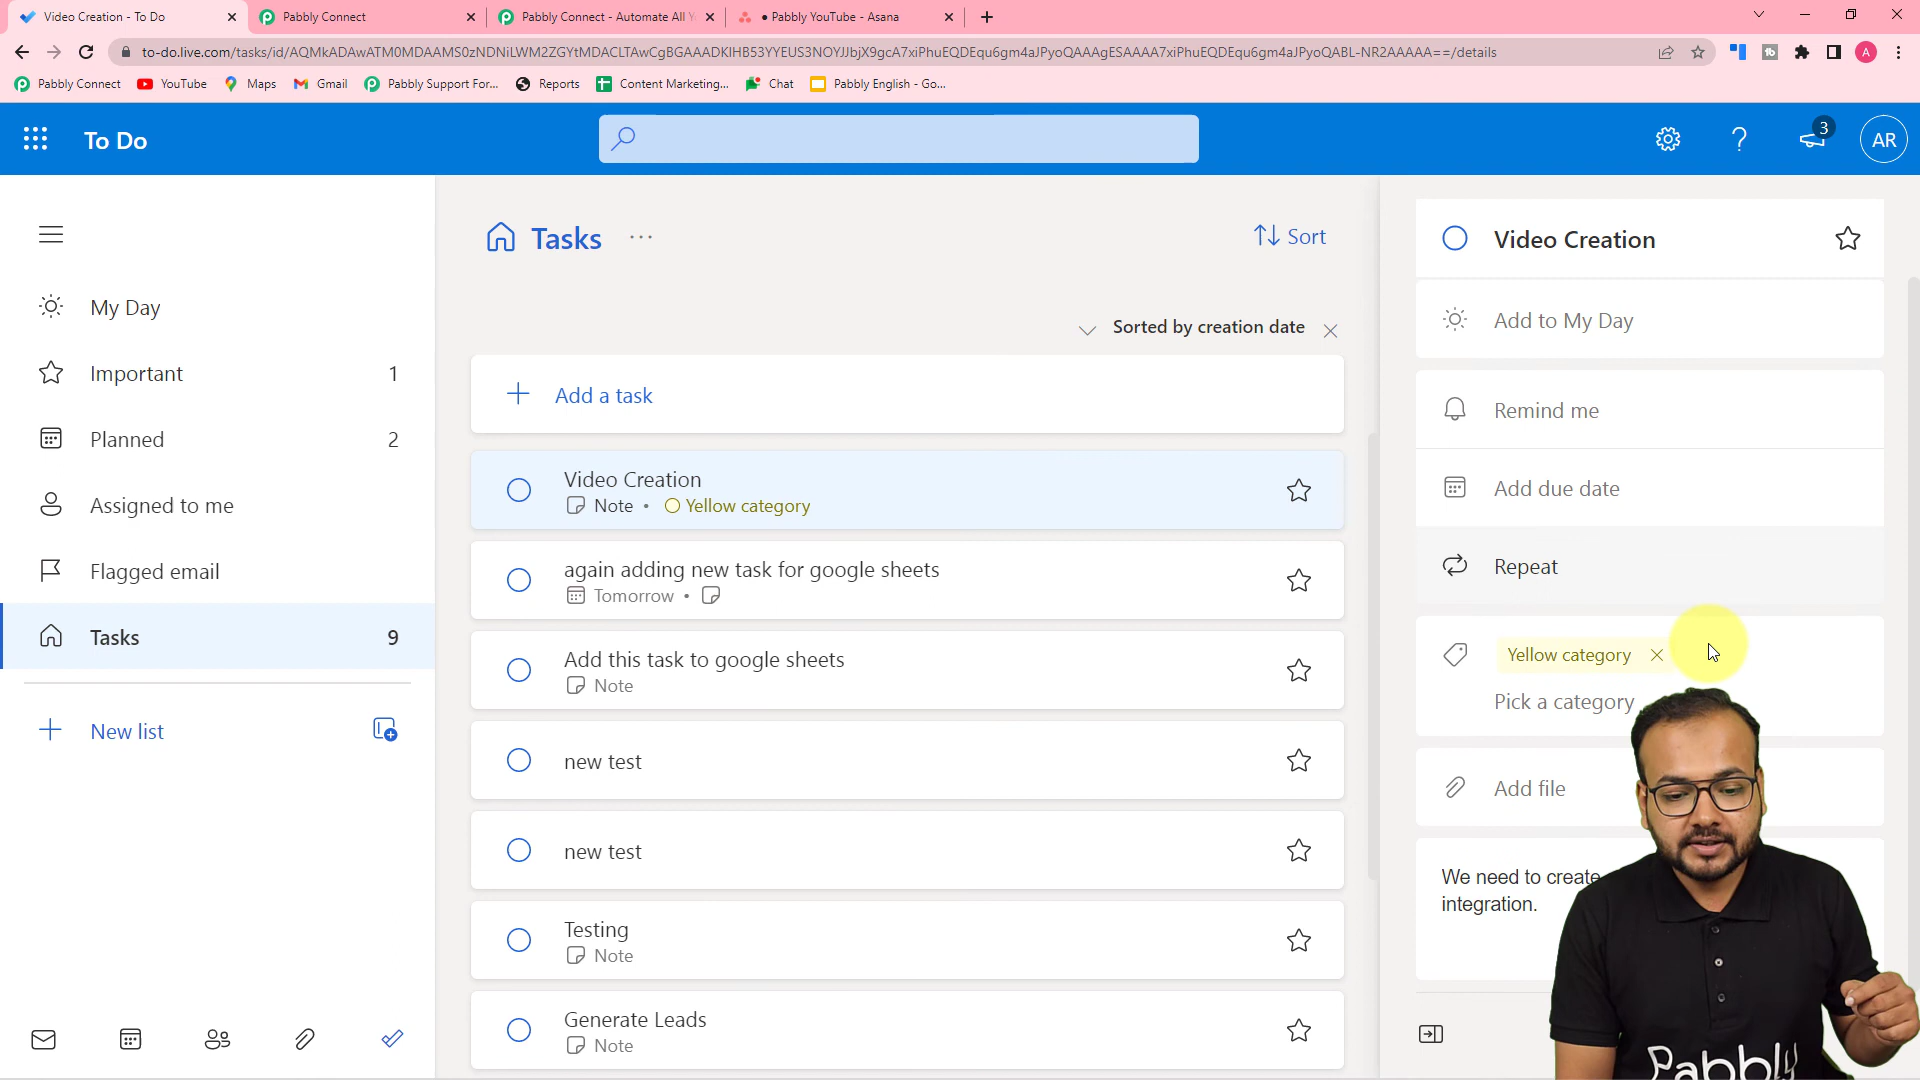 Video Creation - To Do
Pabbly Connect
Pabbly Connect - Automate All Y
• Pabbly YouTube - Asana
to-do.live.com/tasks/id/AQMkADAwATM0MDAAMS0zNDNiLWM2ZGYtMDACLTAwCgBGAAADKIHB53YYEUS3NOYJJbjX9gcA7xiPhuEQDEqu6gm4aJPyoQAAAgESAAAA7xiPhuEQDEqu6gm4aJPyoQABL-NR2AAAAA==/details
A
Pabbly Connect
YouTube
Maps
Gmail
Pabbly Support For...
Reports
Content Marketing...
Chat
Pabbly English - Go...
To Do
3
AR
My Day
Important 1
Planned 2
Assigned to me
Flagged email
Tasks 9
New list
Tasks ...
Sort
Sorted by creation date
Add a task
Video Creation
Note • Yellow category
again adding new task for google sheets
Tomorrow •
Add this task to google sheets
Note
new test
new test
Testing
Note
Generate Leads
Note
Video Creation
Add to My Day
Remind me
Add due date
Repeat
Yellow category
Pick a category
Add file
We need to create
integration.
Pabbly